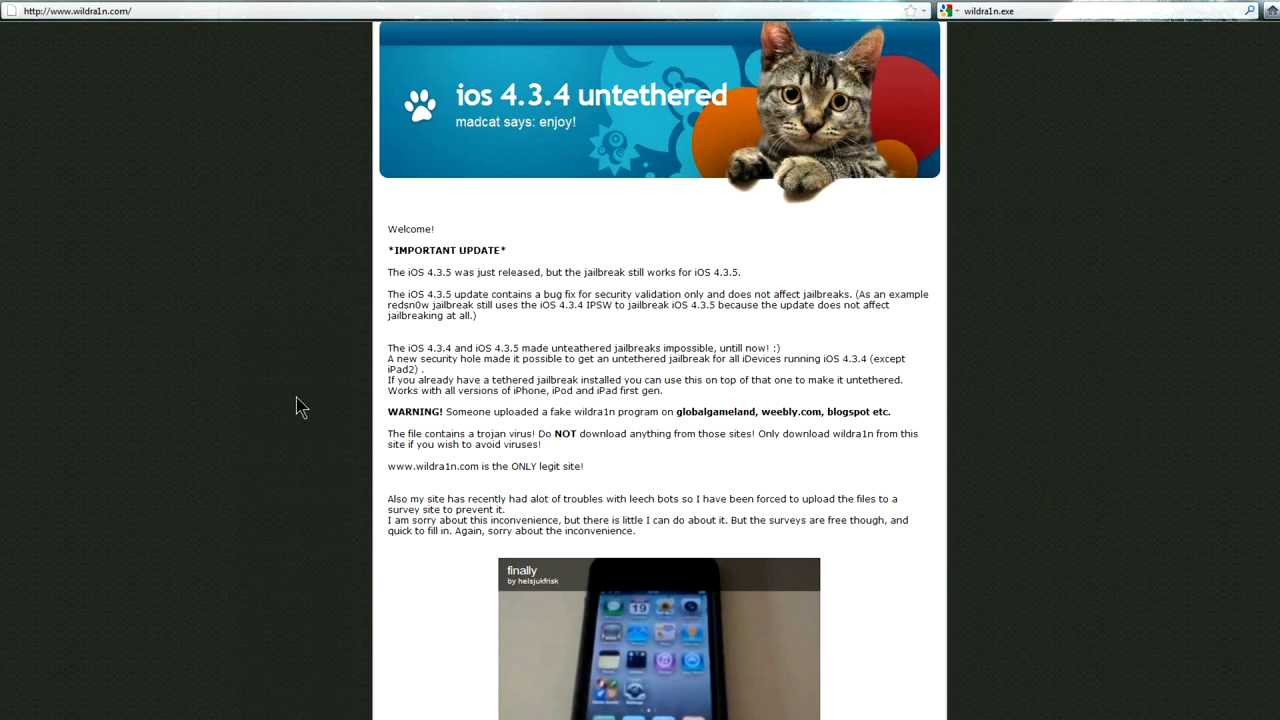 http://www.wildra1n.com/
wildra1n.exe
ios 4.3.4 untethered
madcat says: enjoy!
Welcome!
*IMPORTANT UPDATE*
The iOS 4.3.5 was just released, but the jailbreak still works for iOS 4.3.5.
The iOS 4.3.5 update contains a bug fix for security validation only and does not affect jailbreaks. (As an example
redsn0w jailbreak still uses the iOS 4.3.4 IPSW to jailbreak iOS 4.3.5 because the update does not affect
jailbreaking at all.)
The iOS 4.3.4 and iOS 4.3.5 made unteathered jailbreaks impossible, untill now! :)
A new security hole made it possible to get an untethered jailbreak for all iDevices running iOS 4.3.4 (except
iPad2) .
If you already have a tethered jailbreak installed you can use this on top of that one to make it untethered.
Works with all versions of iPhone, iPod and iPad first gen.
WARNING! Someone uploaded a fake wildra1n program on globalgameland, weebly.com, blogspot etc.
The file contains a trojan virus! Do NOT download anything from those sites! Only download wildra1n from this
site if you wish to avoid viruses!
www.wildra1n.com is the ONLY legit site!
Also my site has recently had alot of troubles with leech bots so I have been forced to upload the files to a
survey site to prevent it.
I am sorry about this inconvenience, but there is little I can do about it. But the surveys are free though, and
quick to fill in. Again, sorry about the inconvenience.
finally
by helsjukfrisk
19